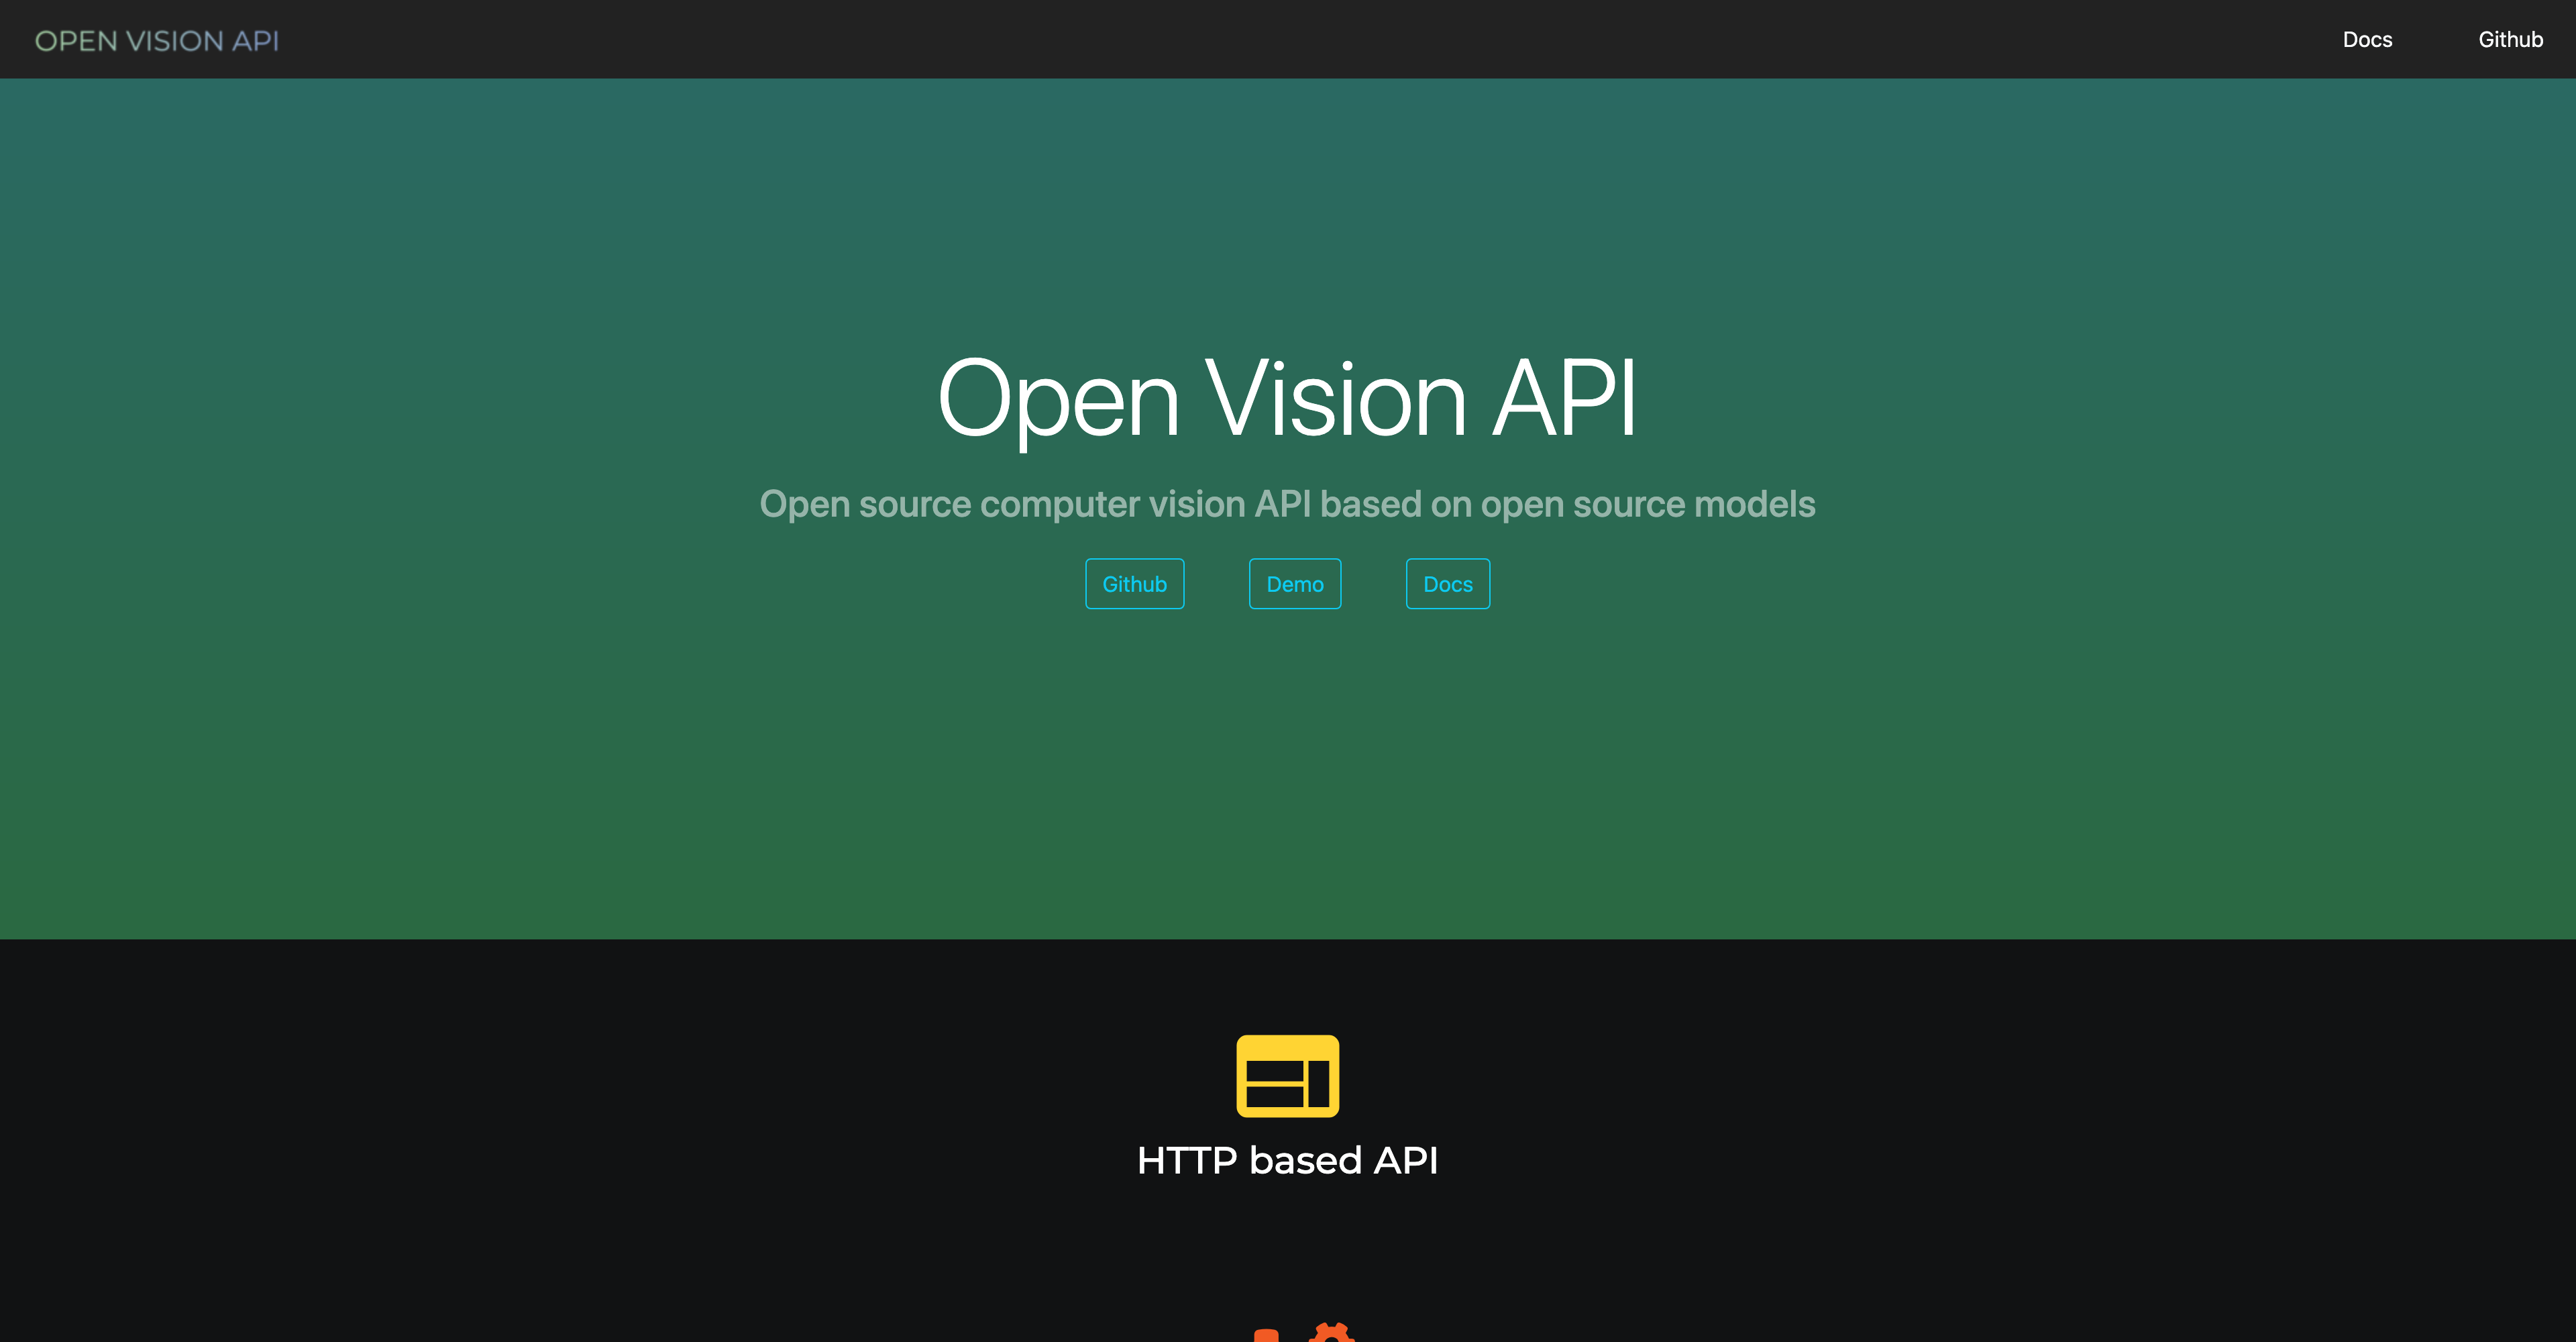 OPEN VISION API
Docs
Github
Open Vision API
Open source computer vision API based on open source models
Github
Demo
Docs
HTTP based API